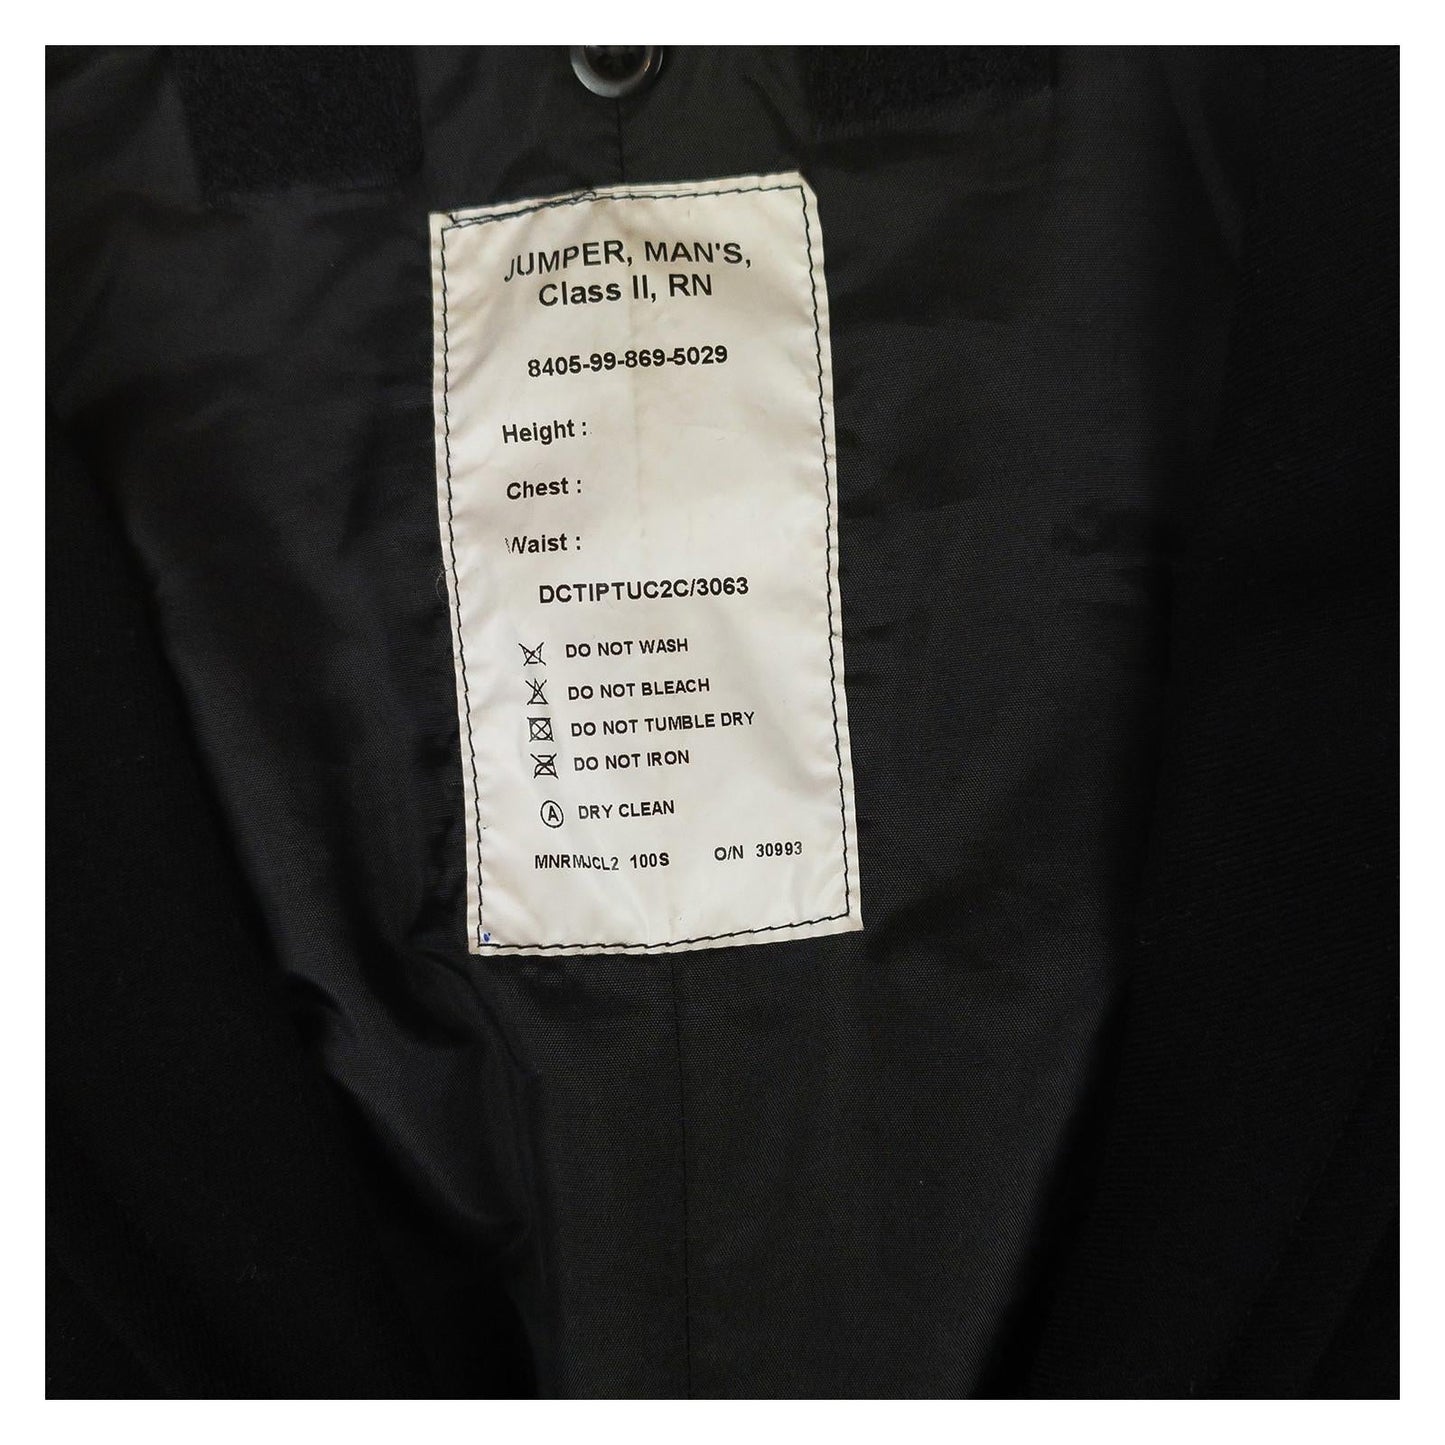 JUMPER, MAN'S,
Class II, RN
8405-99-869-5029
Height :
Chest :
Waist :
DCTIPTUC2C/3063
DO NOT WASH
DO NOT BLEACH
DO NOT TUMBLE DRY
DO NOT IRON
A DRY CLEAN
MNRMJCL2 100S O/N 30993